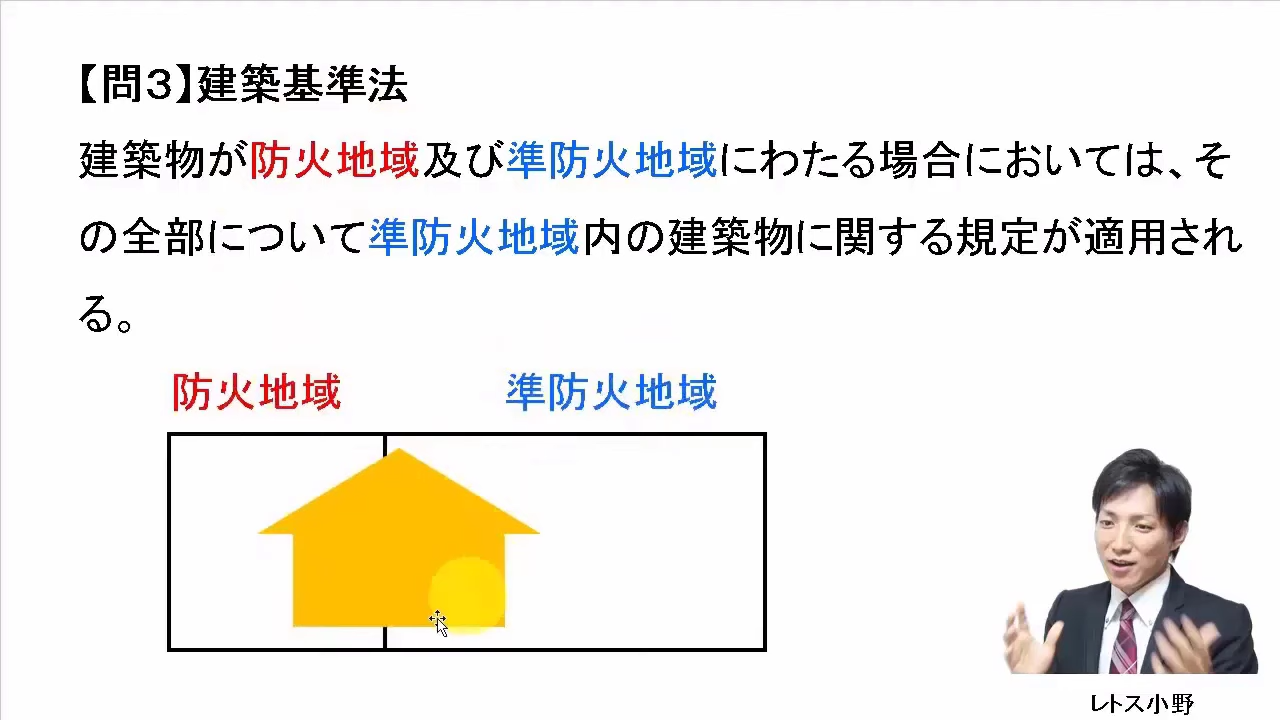 【問３】建築基準法
建築物が防火地域及び準防火地域にわたる場合においては、そ
の全部について準防火地域内の建築物に関する規定が適用され
る。
防火地域
準防火地域
レトス小野